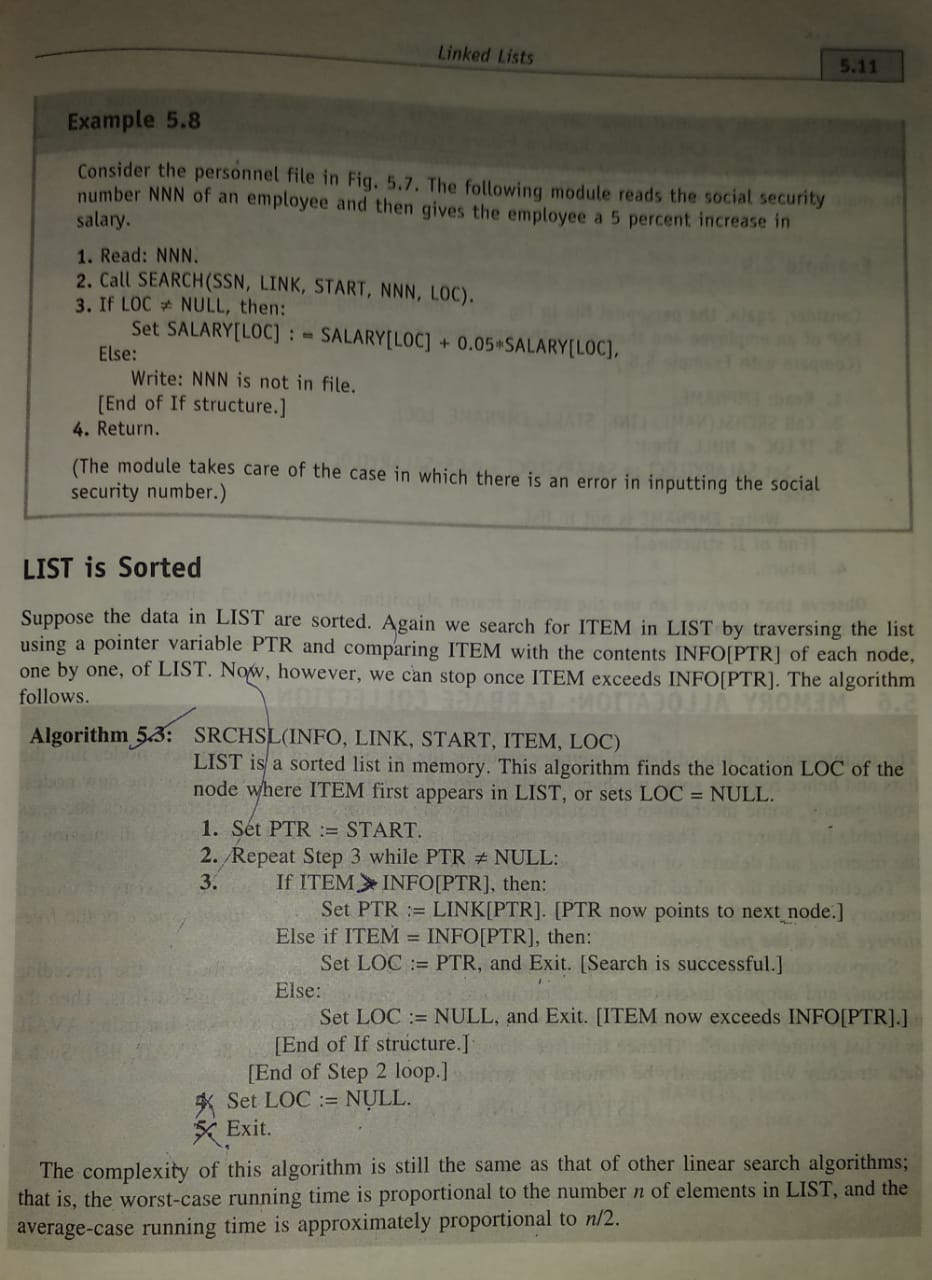 Linked Lists
5.11
Example 5.8
Consider the personnel file in Fig. 5.7. The following module reads the social security
number NNN of an employee and then gives the employee a 5 percent increase in
salary.
1. Read: NNN.
2. Call SEARCH(SSN, LINK, START, NNN, LOC).
3. If LOC ≠ NULL, then:
Set SALARY[LOC] : = SALARY[LOC] + 0.05*SALARY[LOC],
Else:
Write: NNN is not in file.
[End of If structure.]
4. Return.
(The module takes care of the case in which there is an error in inputting the social
security number.)
LIST is Sorted
Suppose the data in LIST are sorted. Again we search for ITEM in LIST by traversing the list
using a pointer variable PTR and comparing ITEM with the contents INFO[PTR] of each node,
one by one, of LIST. Now, however, we can stop once ITEM exceeds INFO[PTR]. The algorithm
follows.
Algorithm 5.3: SRCHSL(INFO, LINK, START, ITEM, LOC)
LIST is a sorted list in memory. This algorithm finds the location LOC of the
node where ITEM first appears in LIST, or sets LOC = NULL.
1. Set PTR := START.
2. Repeat Step 3 while PTR ≠ NULL:
3. If ITEM > INFO[PTR], then:
Set PTR := LINK[PTR]. [PTR now points to next node.]
Else if ITEM = INFO[PTR], then:
Set LOC := PTR, and Exit. [Search is successful.]
Else:
Set LOC := NULL, and Exit. [ITEM now exceeds INFO[PTR].]
[End of If structure.]
[End of Step 2 loop.]
4. Set LOC := NULL.
5. Exit.
The complexity of this algorithm is still the same as that of other linear search algorithms;
that is, the worst-case running time is proportional to the number n of elements in LIST, and the
average-case running time is approximately proportional to n/2.